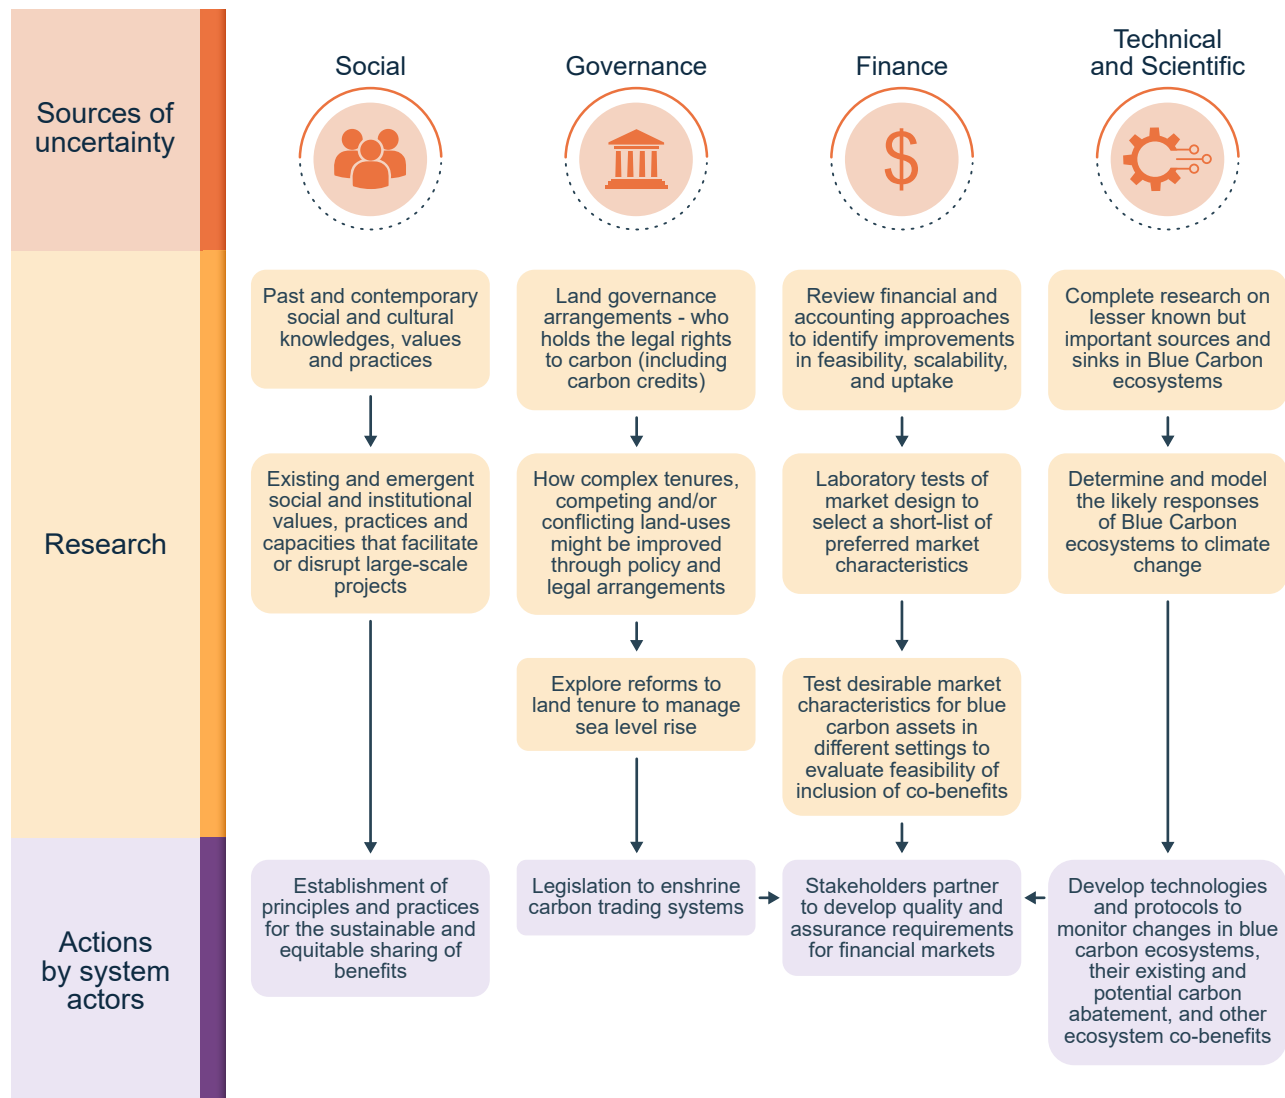 Sources of
uncertainty
Social
Governance
Finance
Technical
and Scientific
$
Research
Past and contemporary
social and cultural
knowledges, values
and practices
Existing and emergent
social and institutional
values, practices and
capacities that facilitate
or disrupt large-scale
projects
Land governance
arrangements - who
holds the legal rights
to carbon (including
carbon credits)
How complex tenures,
competing and/or
conflicting land-uses
might be improved
through policy and
legal arrangements
Explore reforms to
land tenure to manage
sea level rise
Review financial and
accounting approaches
to identify improvements
in feasibility, scalability,
and uptake
Laboratory tests of
market design to
select a short-list of
preferred market
characteristics
Test desirable market
characteristics for blue
carbon assets in
different settings to
evaluate feasibility of
inclusion of co-benefits
Complete research on
lesser known but
important sources and
sinks in Blue Carbon
ecosystems
Determine and model
the likely responses
of Blue Carbon
ecosystems to climate
change
Actions
by system
actors
Establishment of
principles and practices
for the sustainable and
equitable sharing of
benefits
Legislation to enshrine
carbon trading systems
Stakeholders partner
to develop quality and
assurance requirements
for financial markets
Develop technologies
and protocols to
monitor changes in blue
carbon ecosystems,
their existing and
potential carbon
abatement, and other
ecosystem co-benefits